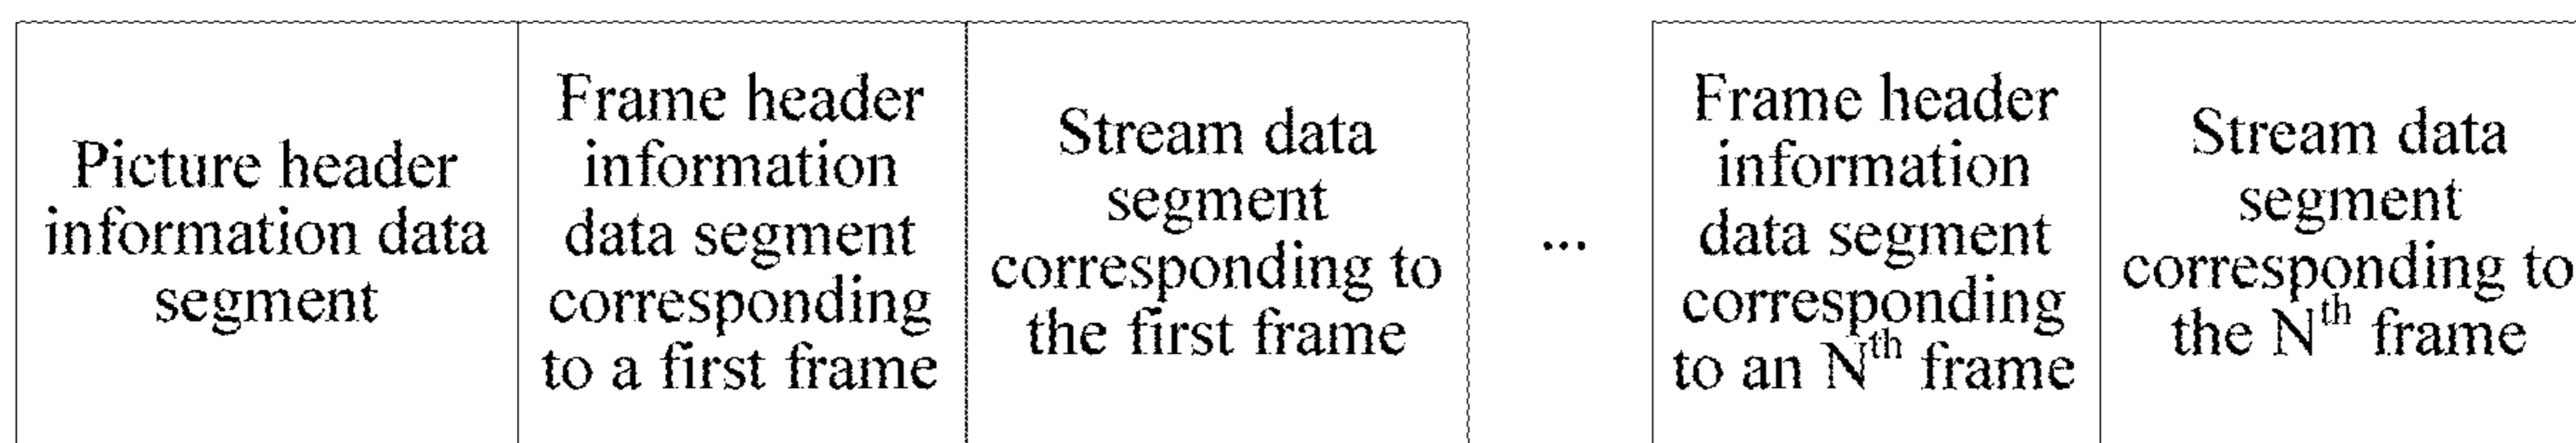 Picture header
information data
segment
Frame header
information
data segment
corresponding
to a first frame
Stream data
segment
corresponding to
the first frame
...
Frame header
information
data segment
corresponding
to an Nth frame
Stream data
segment
corresponding to
the Nth frame